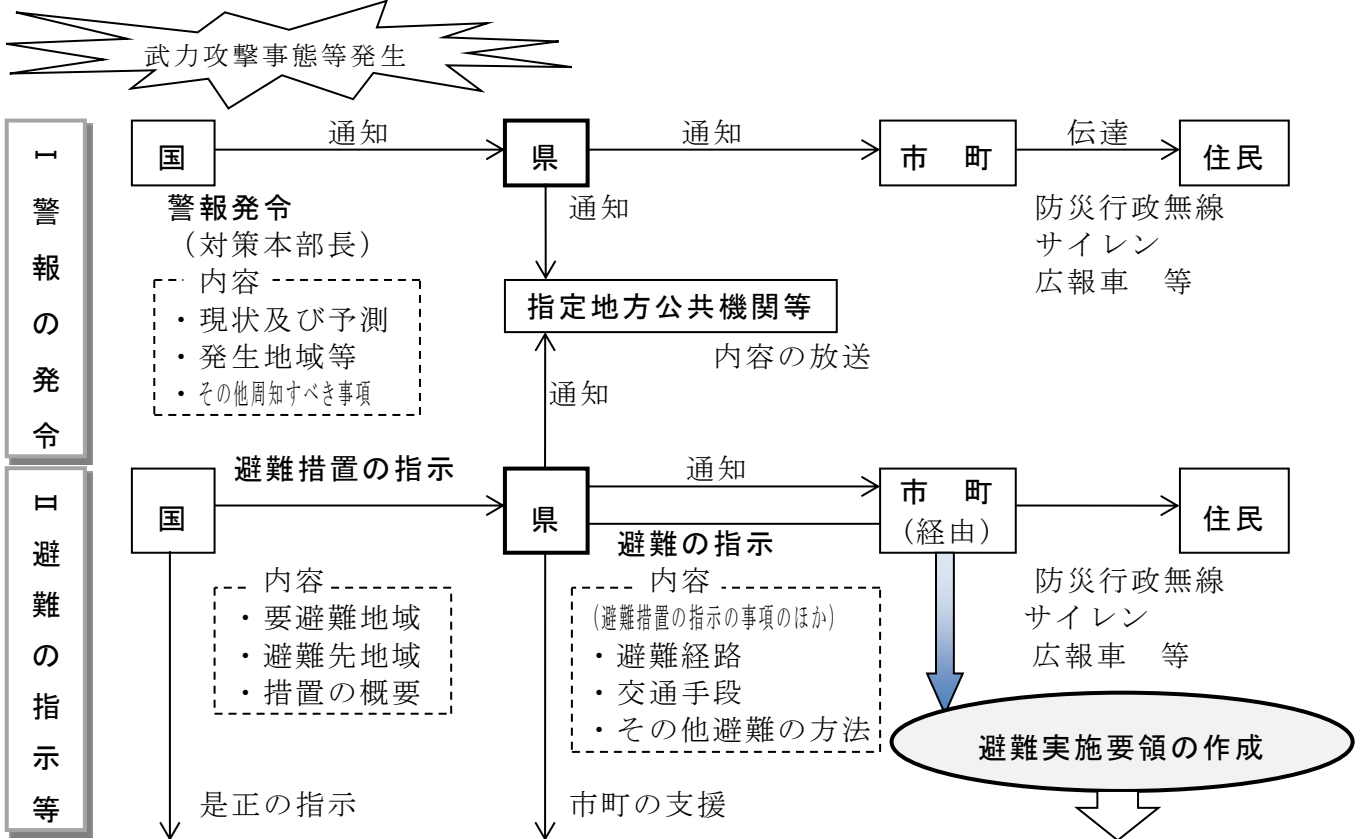 武力攻撃事態等発生
Ⅰ警報の発令
国
通知
県
通知
市　町
伝達
住民
警報発令
（対策本部長）
通知
防災行政無線
サイレン
広報車　等
内容
・現状及び予測
・発生地域等
・その他周知すべき事項
指定地方公共機関等
内容の放送
通知
Ⅱ避難の指示等
国
避難措置の指示
県
通知
市　町
（経由）
住民
避難の指示
内容
・要避難地域
・避難先地域
・措置の概要
内容
（避難措置の指示の事項のほか）
・避難経路
・交通手段
・その他避難の方法
防災行政無線
サイレン
広報車　等
避難実施要領の作成
是正の指示
市町の支援